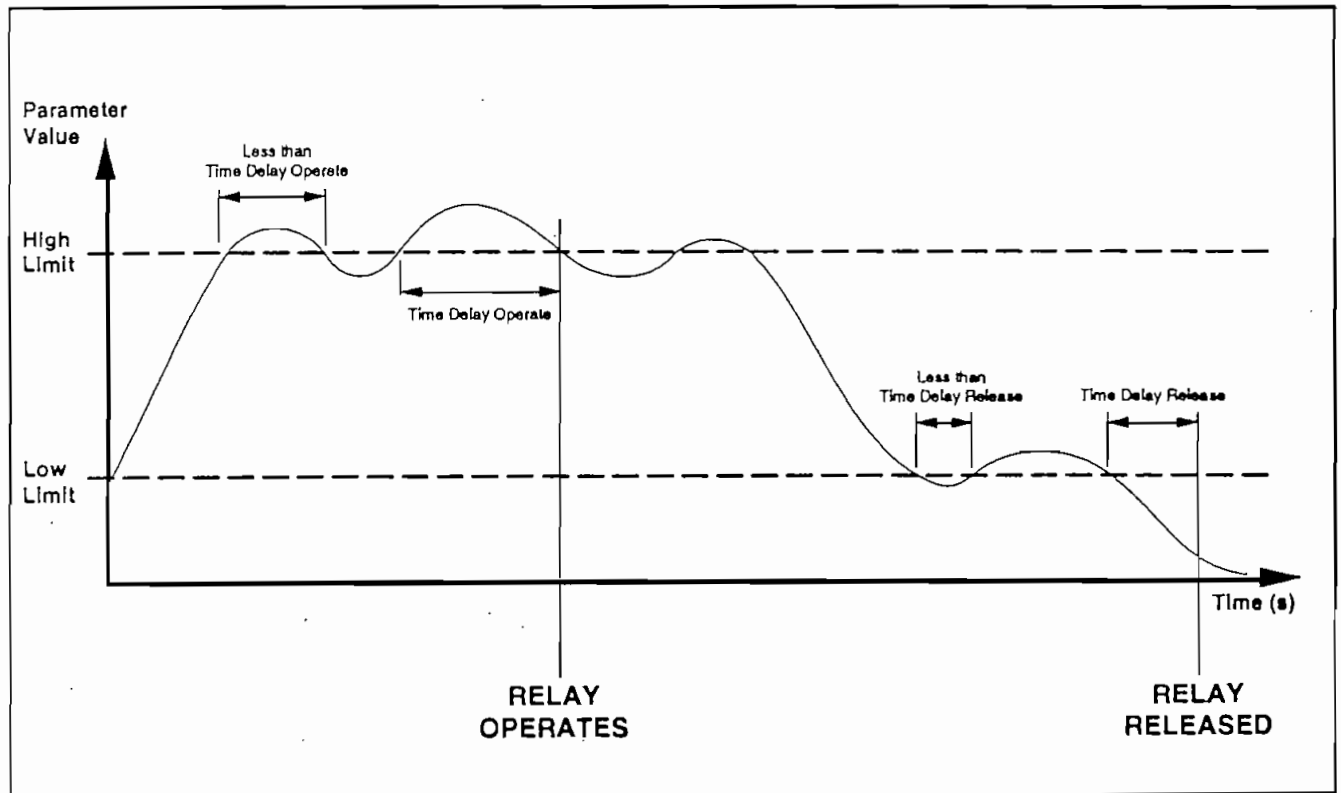 Parameter
Value
Less than
Time Delay Operate
High
Limit
Time Delay Operate
Less than
Time Delay Release
Time Delay Release
Low
Limit
Time (s)
RELAY
OPERATES
RELAY
RELEASED